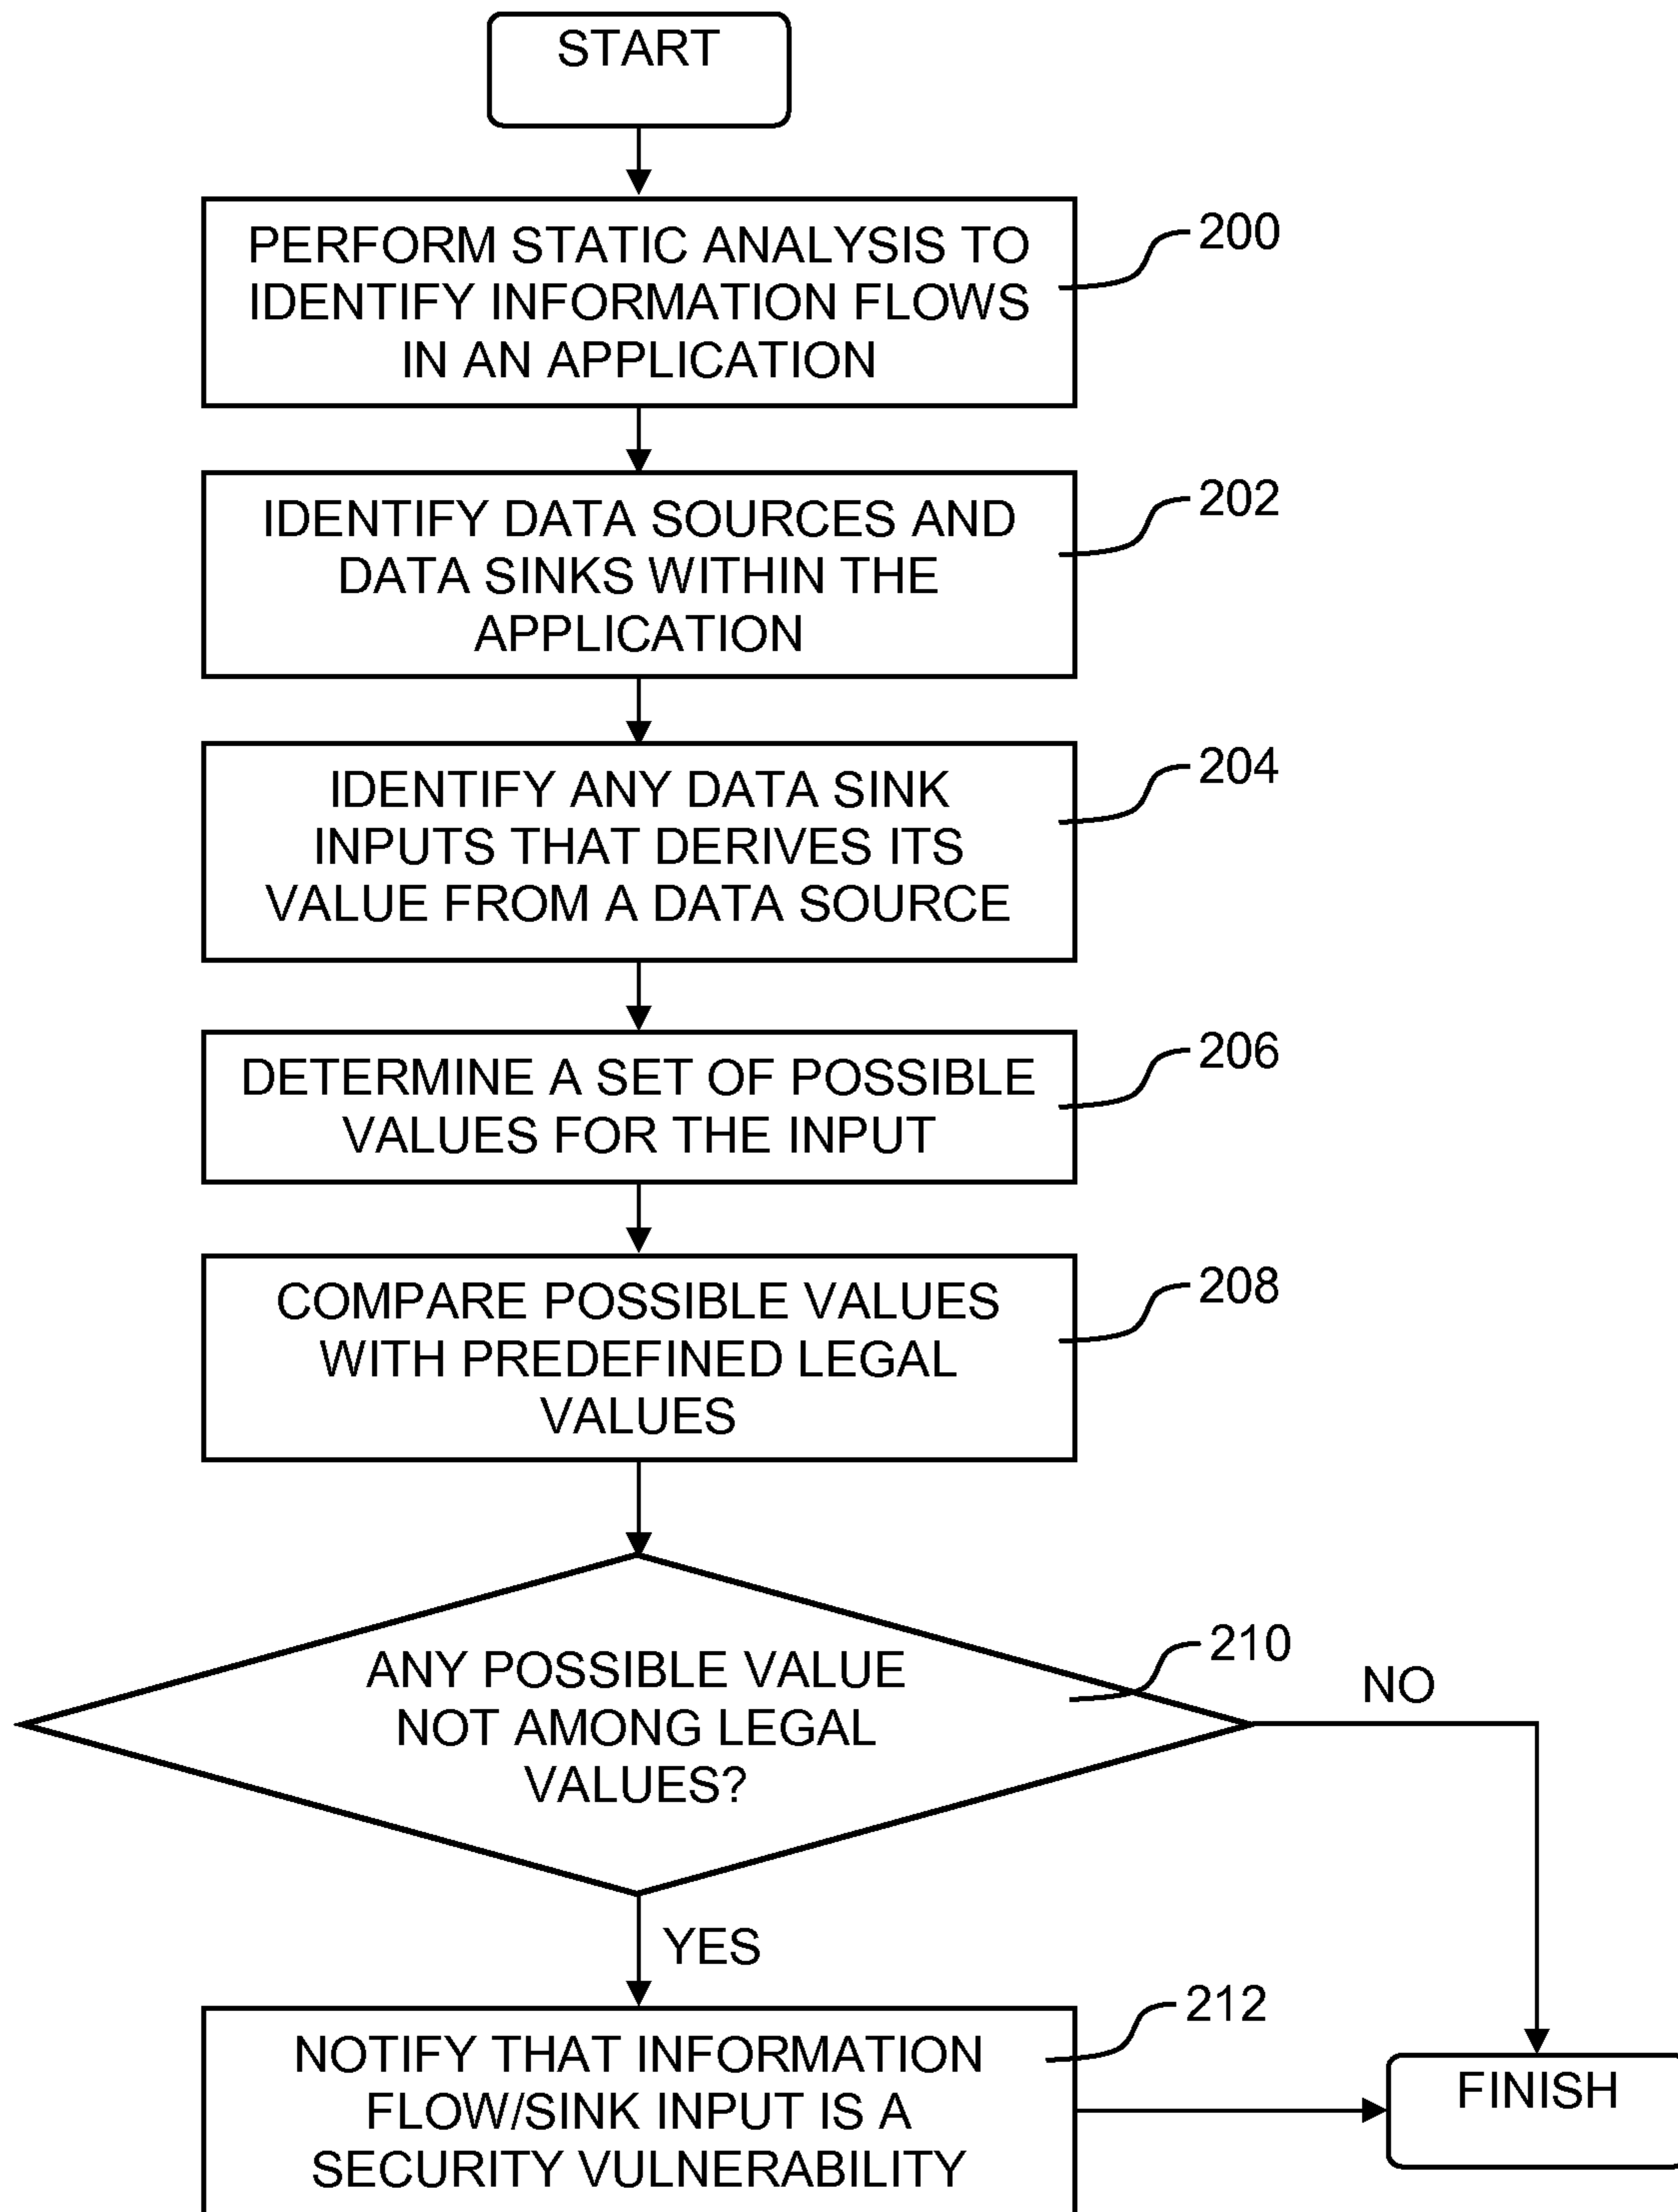 START
PERFORM STATIC ANALYSIS TO
IDENTIFY INFORMATION FLOWS
IN AN APPLICATION
200
IDENTIFY DATA SOURCES AND
DATA SINKS WITHIN THE
APPLICATION
202
IDENTIFY ANY DATA SINK
INPUTS THAT DERIVES ITS
VALUE FROM A DATA SOURCE
204
DETERMINE A SET OF POSSIBLE
VALUES FOR THE INPUT
206
COMPARE POSSIBLE VALUES
WITH PREDEFINED LEGAL
VALUES
208
ANY POSSIBLE VALUE
NOT AMONG LEGAL
VALUES?
210
NO
YES
NOTIFY THAT INFORMATION
FLOW/SINK INPUT IS A
SECURITY VULNERABILITY
212
FINISH